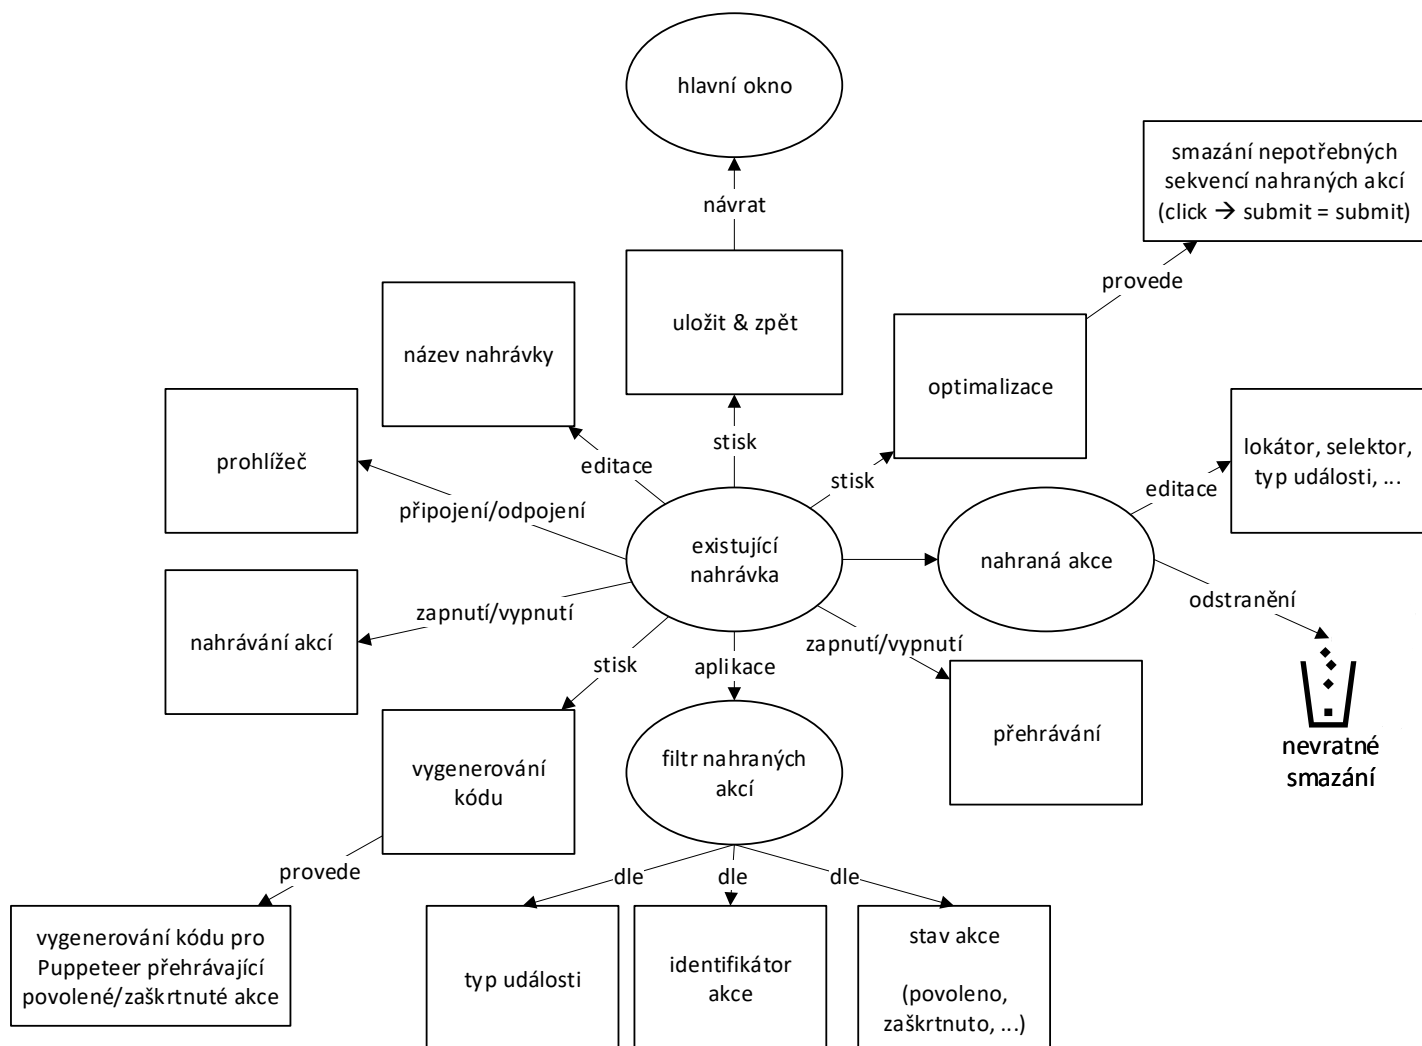 hlavní okno
návrat
smazání nepotřebných
sekvencí nahraných akcí
(click → submit = submit)
provede
uložit & zpět
název nahrávky
optimalizace
prohlížeč
stisk
editace
stisk
lokátor, selektor,
typ události, ...
editace
připojení/odpojení
existující
nahrávka
nahraná akce
odstranění
nahrávání akcí
zapnutí/vypnutí
stisk
aplikace
zapnutí/vypnutí
přehrávání
nevratné
smazání
vygenerování
kódu
filtr nahraných
akcí
provede
dle
dle
dle
vygenerování kódu pro
Puppeteer přehrávající
povolené/zaškrtnuté akce
typ události
identifikátor
akce
stav akce
(povoleno,
zaškrtnuto, ...)